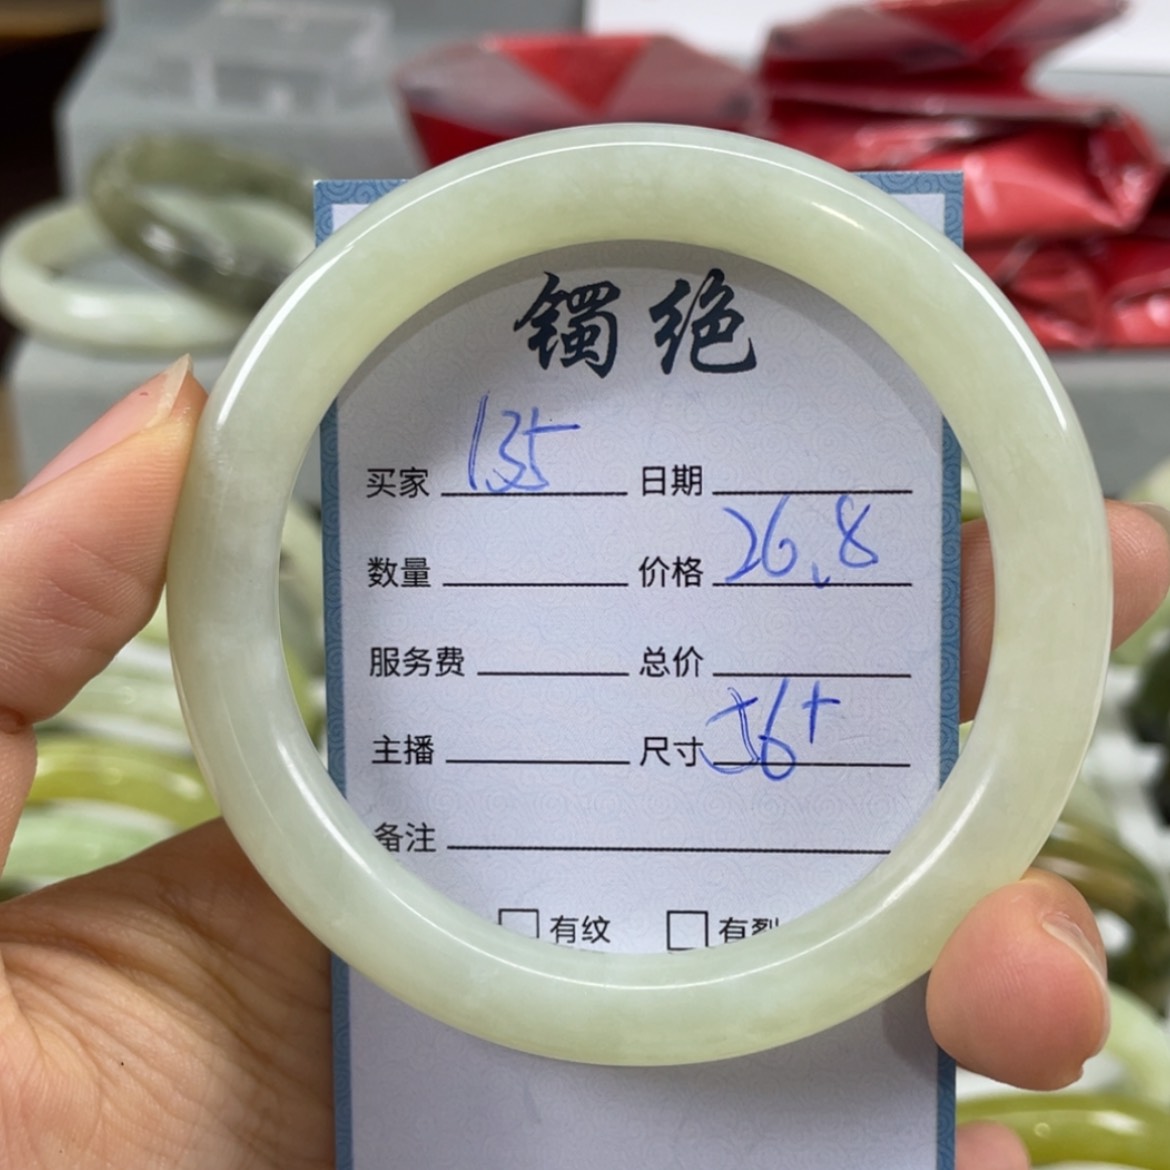 镯绝
买家 135 日期
数量 价格 26.8
服务费 总价
主播 尺寸 56+
备注
有纹 有裂